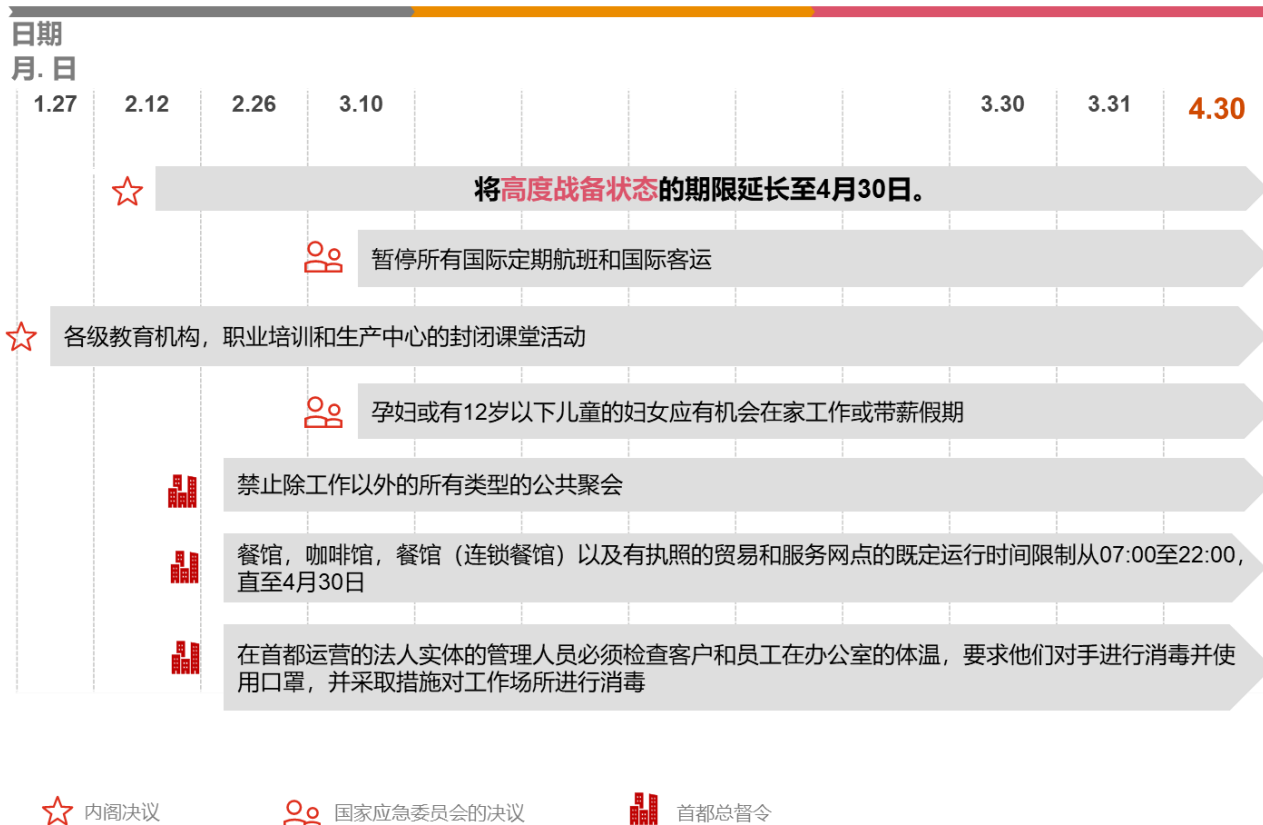 日期
月. 日
1.27 2.12 2.26 3.10 3.30 3.31 4.30
将高度战备状态的期限延长至4月30日。
暂停所有国际定期航班和国际客运
各级教育机构，职业培训和生产中心的封闭课堂活动
孕妇或有12岁以下儿童的妇女应有机会在家工作或带薪假期
禁止除工作以外的所有类型的公共聚会
餐馆，咖啡馆，餐馆（连锁餐馆）以及有执照的贸易和服务网点的既定运行时间限制从07:00至22:00，
直至4月30日
在首都运营的法人实体的管理人员必须检查客户和员工在办公室的体温，要求他们对手进行消毒并使
用口罩，并采取措施对工作场所进行消毒
内阁决议 国家应急委员会的决议 首都总督令